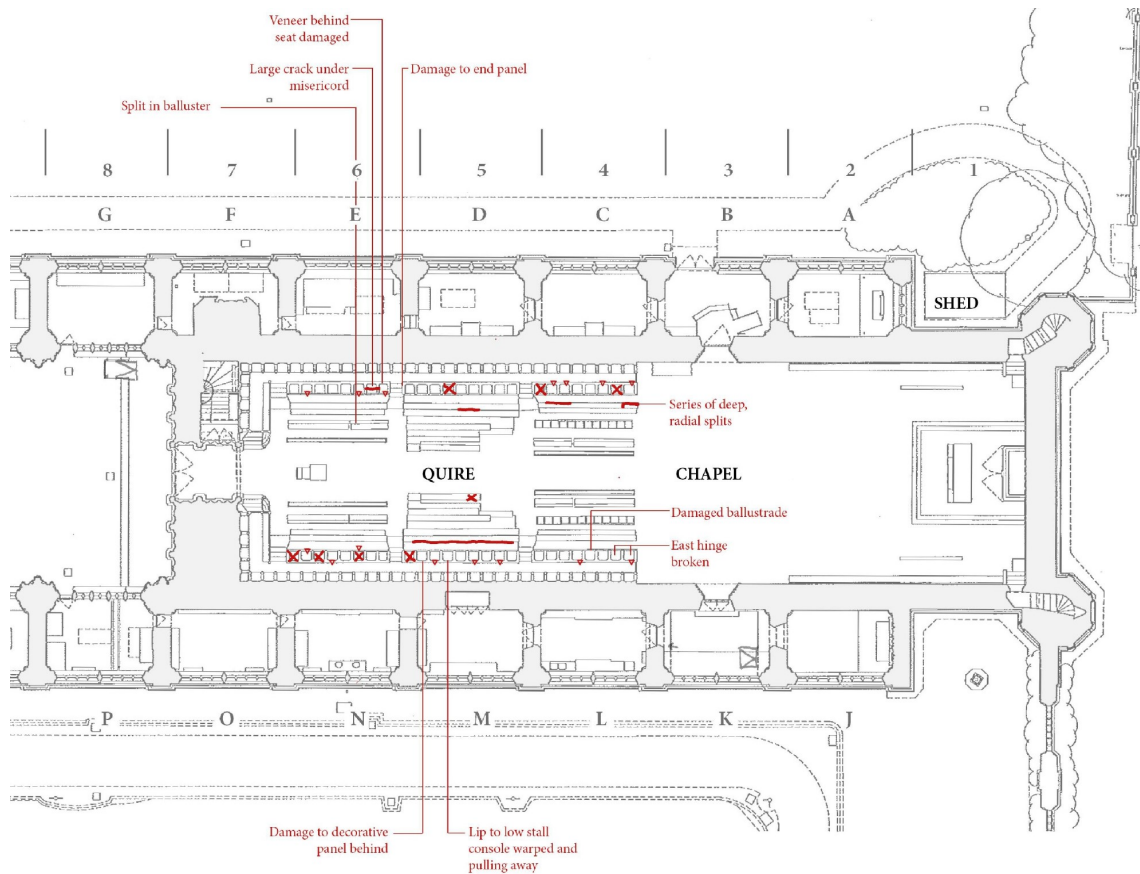 Veneer behind
seat damaged
Large crack under
misericord
Damage to end panel
Split in balluster
8
7
6
5
4
3
2
1
G
F
E
D
C
B
A
SHED
Series of deep,
radial splits
QUIRE
CHAPEL
Damaged ballustrade
East hinge
broken
P
O
N
M
L
K
J
Damage to decorative
panel behind
Lip to low stall
console warped and
pulling away